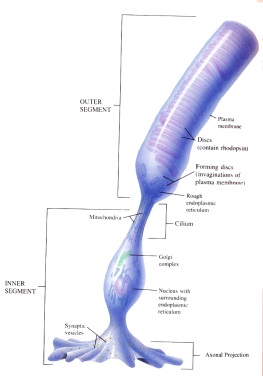 OUTER
SEGMENT
Plasma
membrane
Discs
(contain rhodopsin)
Forming discs
(invaginations of
plasma membrane)
Rough
endoplasmic
reticulum
Mitochondria
Cilium
Golgi
complex
INNER
SEGMENT
Nucleus with
surrounding
endoplasmic
reticulum
Synaptic
vesicles
Axonal Projection